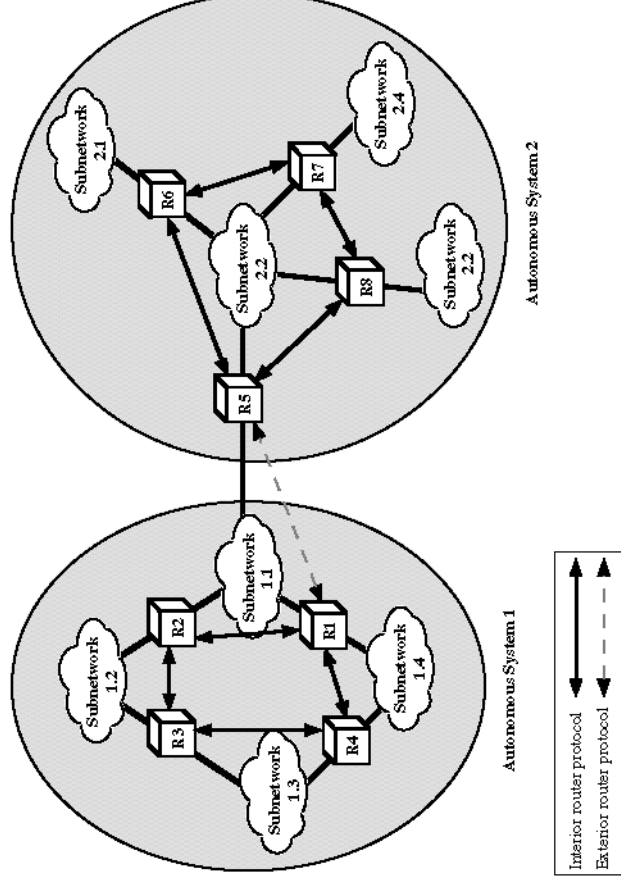 Subnetwork
1.2
R3
R2
Subnetwork
1.3
Subnetwork
1.1
R4
R1
Subnetwork
1.4
Autonomous System 1
Subnetwork
2.1
R6
R5
Subnetwork
2.2
R7
R8
Subnetwork
2.4
Subnetwork
2.2
Autonomous System 2
Interior router protocol
Exterior router protocol